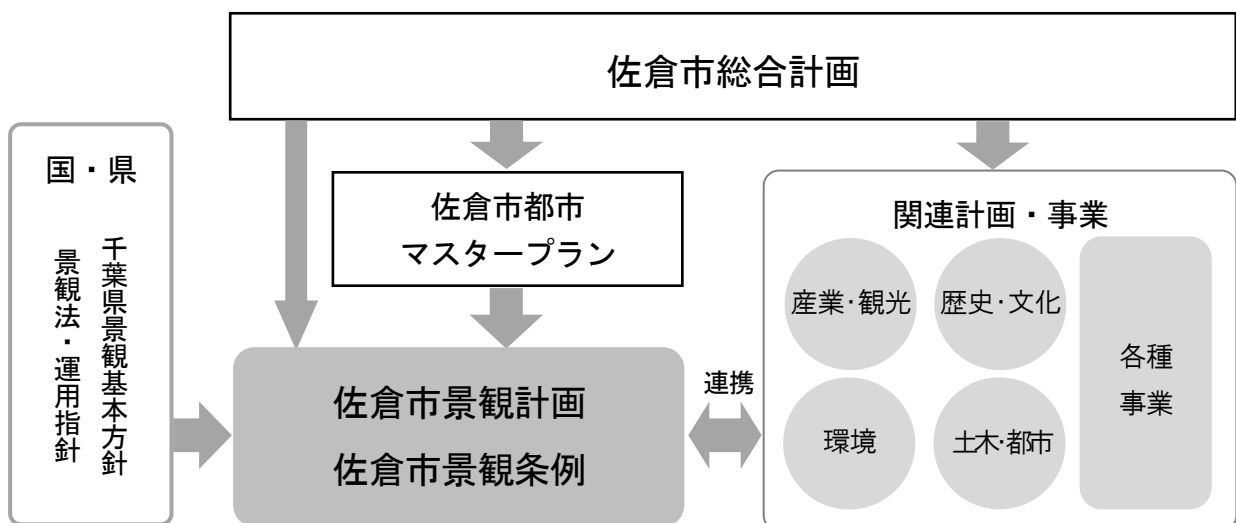 佐倉市総合計画
国・県
千葉県景観基本方針
景観法・運用指針
佐倉市都市
マスタープラン
佐倉市景観計画
佐倉市景観条例
連携
関連計画・事業
産業・観光
歴史・文化
環境
土木・都市
各種
事業